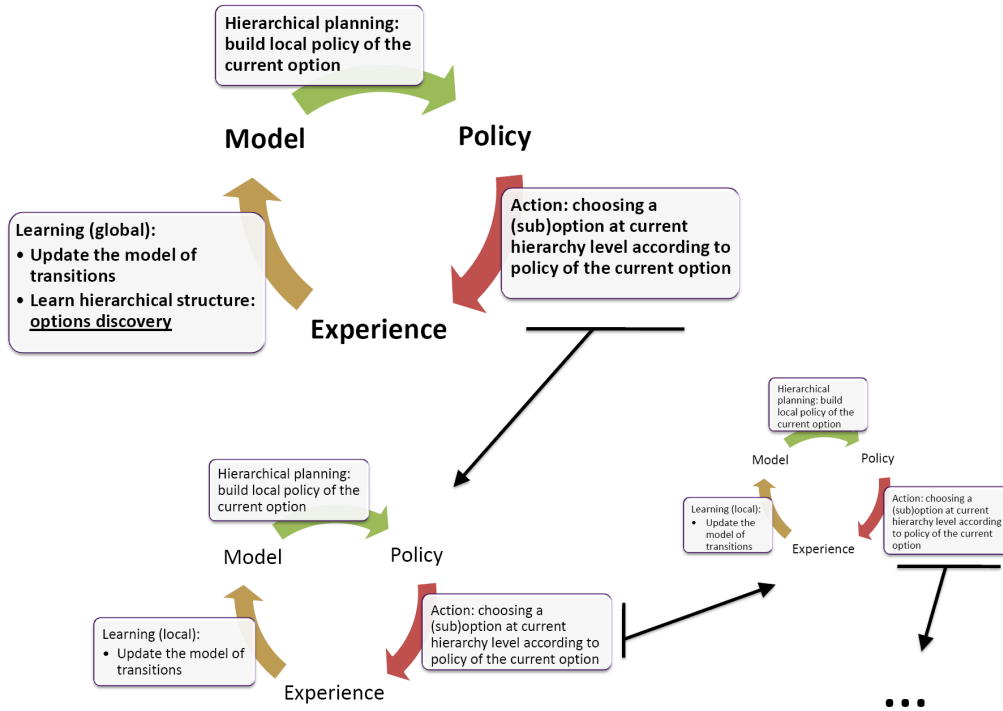 Hierarchical planning:
build local policy of the
current option
Model
Policy
Action: choosing a
(sub)option at current
hierarchy level according to
policy of the current option
Learning (global):
• Update the model of
transitions
• Learn hierarchical structure:
options discovery
Experience
Hierarchical planning:
build local policy of the
current option
Model
Policy
Learning (local):
• Update the model of
transitions
Action: choosing a
(sub)option at current
hierarchy level according to
policy of the current option
Experience
Hierarchical
planning: build
local policy of the
current option
Model
Policy
Learning (local):
• Update the
model of
transitions
Action: choosing a
(sub)option at current
hierarchy level according
to policy of the current
option
Experience
...